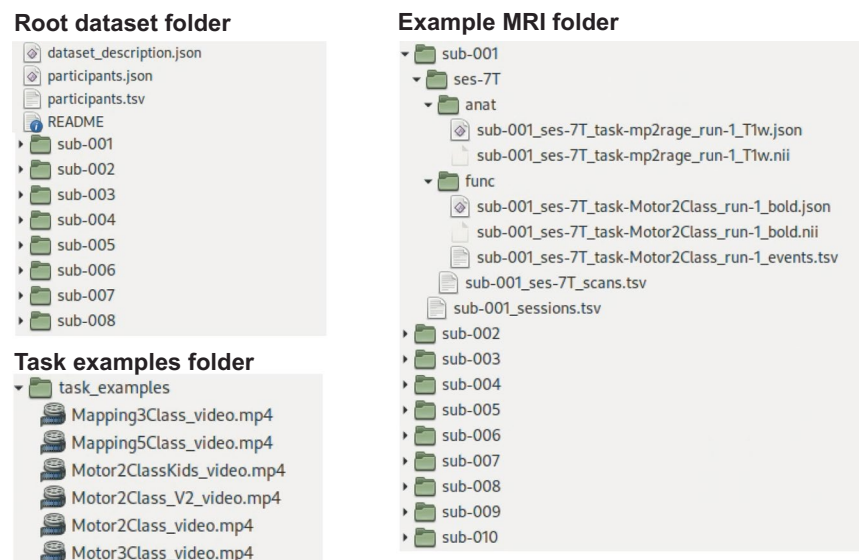 Root dataset folder
dataset_description.json
participants.json
participants.tsv
README
sub-001
sub-002
sub-003
sub-004
sub-005
sub-006
sub-007
sub-008
Task examples folder
task_examples
Mapping3Class_video.mp4
Mapping5Class_video.mp4
Motor2ClassKids_video.mp4
Motor2Class_V2_video.mp4
Motor2Class_video.mp4
Motor3Class_video.mp4
Example MRI folder
sub-001
ses-7T
anat
sub-001_ses-7T_task-mp2rage_run-1_T1w.json
sub-001_ses-7T_task-mp2rage_run-1_T1w.nii
func
sub-001_ses-7T_task-Motor2Class_run-1_bold.json
sub-001_ses-7T_task-Motor2Class_run-1_bold.nii
sub-001_ses-7T_task-Motor2Class_run-1_events.tsv
sub-001_ses-7T_scans.tsv
sub-001_sessions.tsv
sub-002
sub-003
sub-004
sub-005
sub-006
sub-007
sub-008
sub-009
sub-010